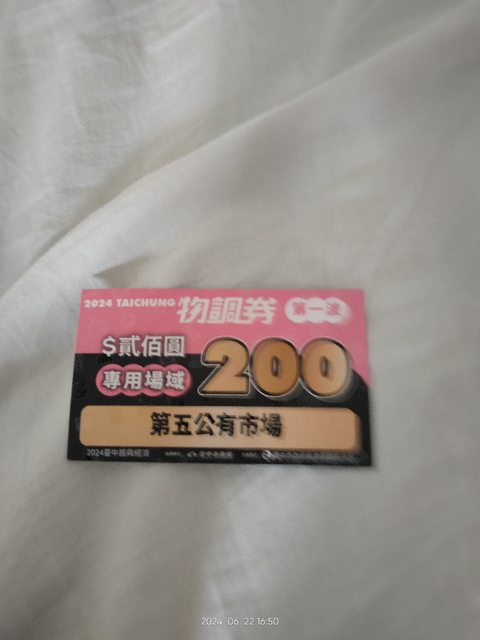 2024 TAICHUNG 物調券 第一波
$貳佰圓
200
專用場域
第五公有市場
2024臺中振興經濟
2024 06 22 16:50